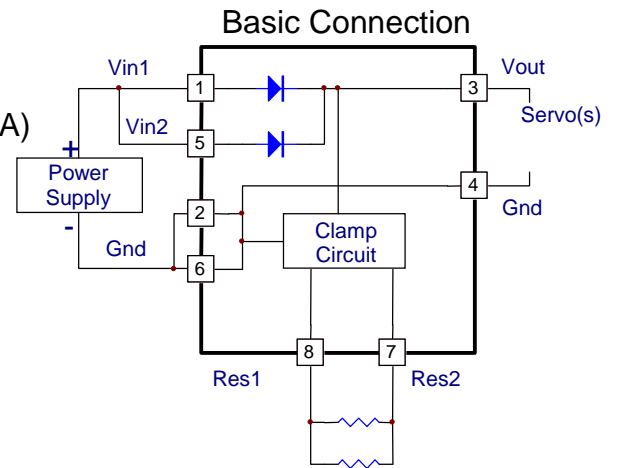 Basic Connection
Vin1
1
3
Vout
A)
Vin2
5
Servo(s)
+
Power
Supply
-
2
4
Gnd
Clamp
Circuit
Gnd
6
8
7
Res1
Res2